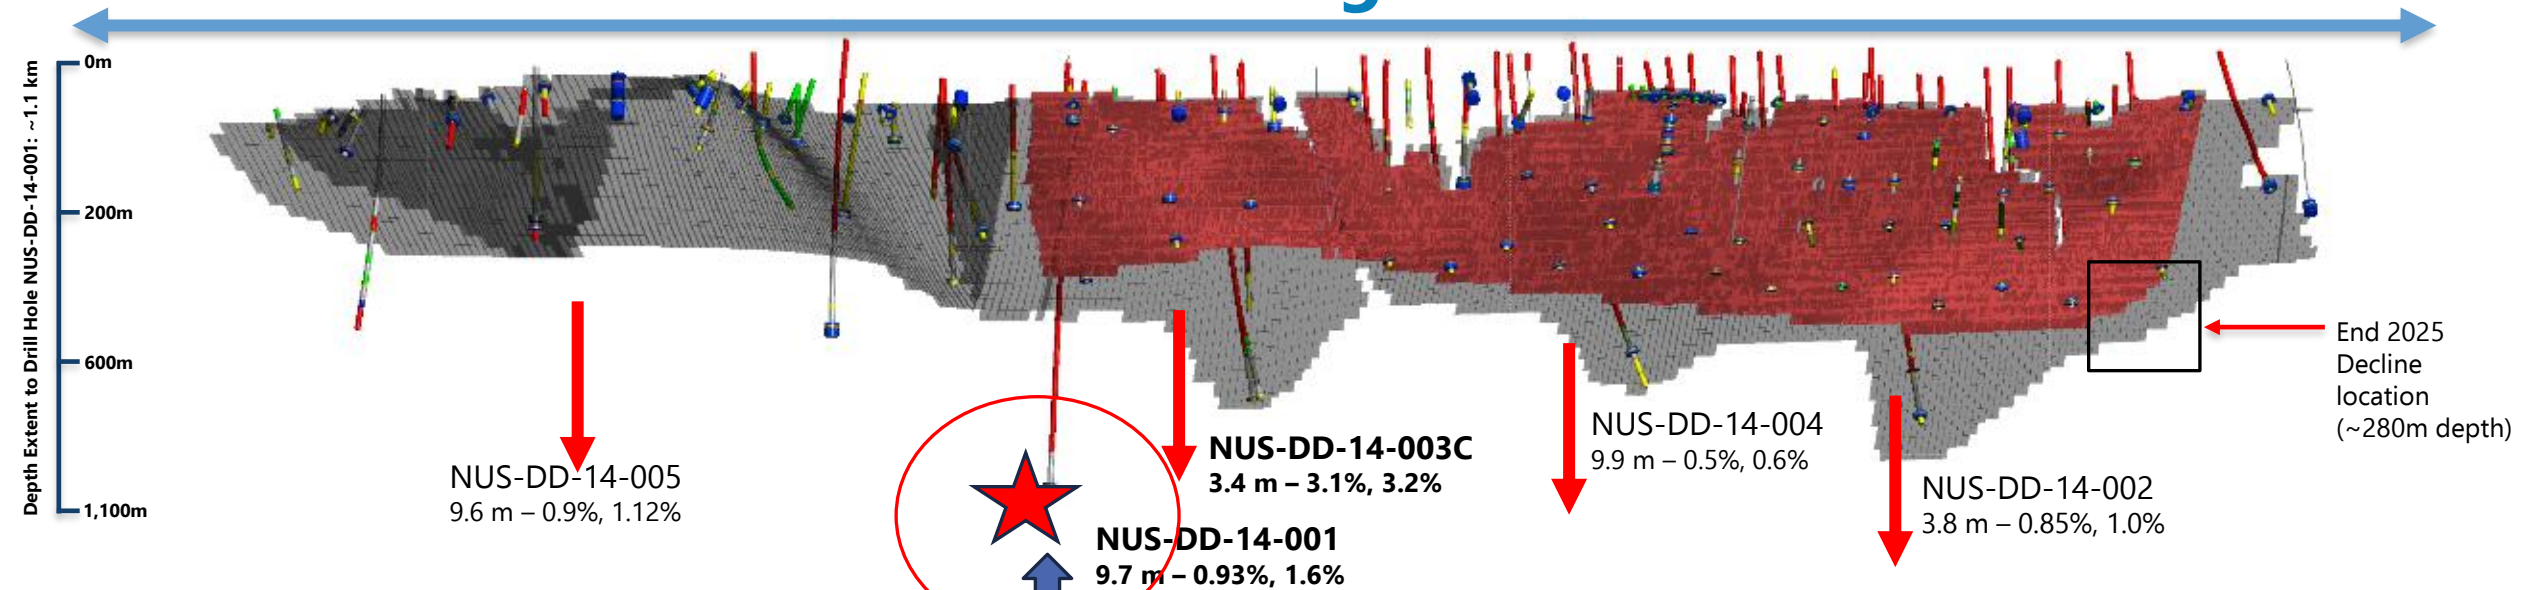 Depth Extent to Drill Hole NUS-DD-14-001: ~1.1 km
0m
200m
600m
1,100m
NUS-DD-14-005
9.6 m – 0.9%, 1.12%
NUS-DD-14-003C
3.4 m – 3.1%, 3.2%
NUS-DD-14-001
9.7 m – 0.93%, 1.6%
NUS-DD-14-004
9.9 m – 0.5%, 0.6%
NUS-DD-14-002
3.8 m – 0.85%, 1.0%
End 2025
Decline
location
(~280m depth)